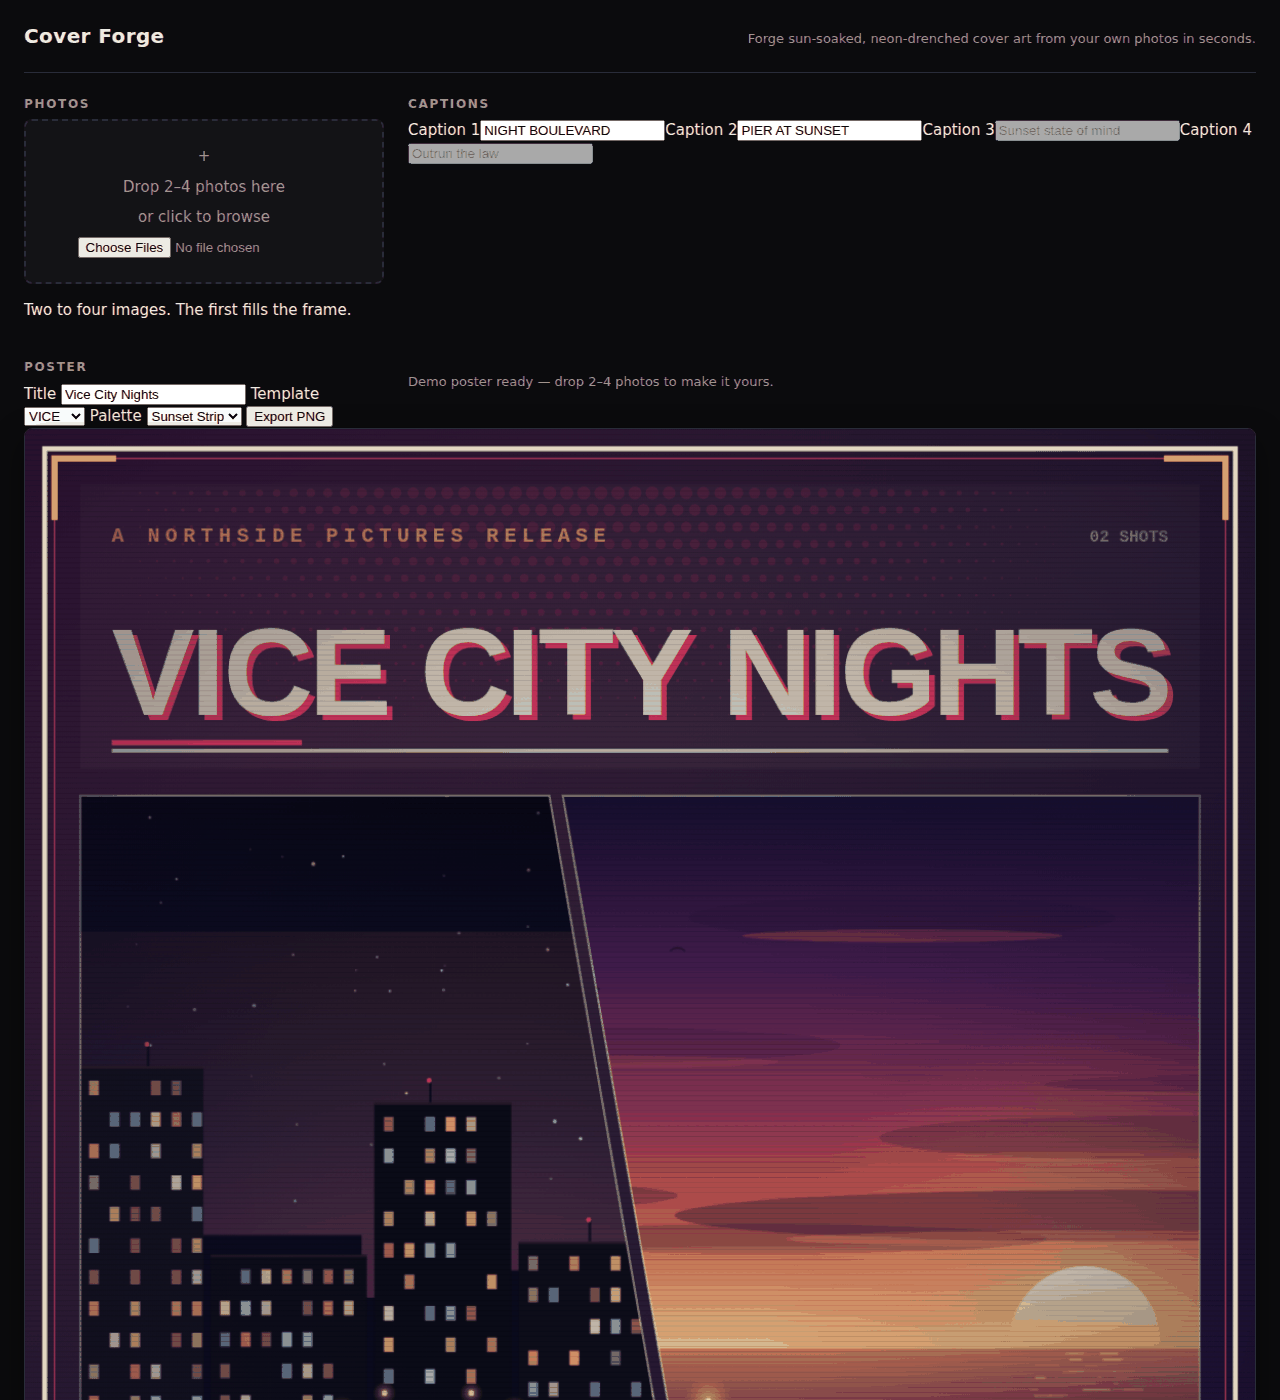 Cover Forge
Forge sun-soaked, neon-drenched cover art from your own photos in seconds.
PHOTOS
+
Drop 2–4 photos here
or click to browse
Choose Files No file chosen
Two to four images. The first fills the frame.
CAPTIONS
Caption 1 NIGHT BOULEVARD Caption 2 PIER AT SUNSET Caption 3 Sunset state of mind Caption 4
Outrun the law
POSTER
Title Vice City Nights Template
VICE Palette Sunset Strip Export PNG
Demo poster ready — drop 2–4 photos to make it yours.
A NORTHSIDE PICTURES RELEASE
02 SHOTS
VICE CITY NIGHTS